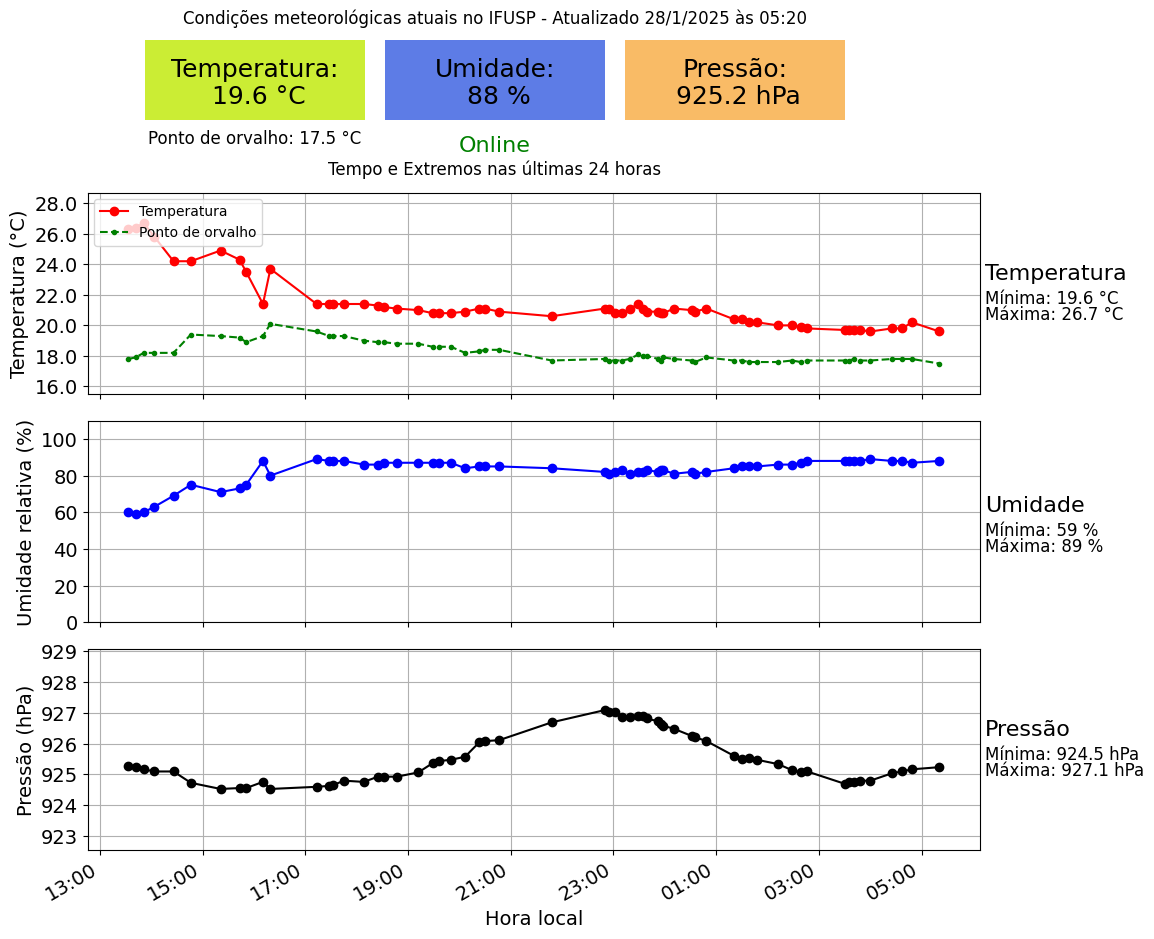 Condições meteorológicas atuais no IFUSP - Atualizado 28/1/2025 às 05:20
Temperatura:
19.6 °C
Umidade:
88 %
Pressão:
925.2 hPa
Ponto de orvalho: 17.5 °C
Online
Tempo e Extremos nas últimas 24 horas
Temperatura (°C)
28.0
26.0
24.0
22.0
20.0
18.0
16.0
Temperatura
Ponto de orvalho
Temperatura
Mínima: 19.6 °C
Máxima: 26.7 °C
Umidade relativa (%)
100
80
60
40
20
0
Umidade
Mínima: 59 %
Máxima: 89 %
Pressão (hPa)
929
928
927
926
925
924
923
Pressão
Mínima: 924.5 hPa
Máxima: 927.1 hPa
13:00
15:00
17:00
19:00
21:00
23:00
01:00
03:00
05:00
Hora local